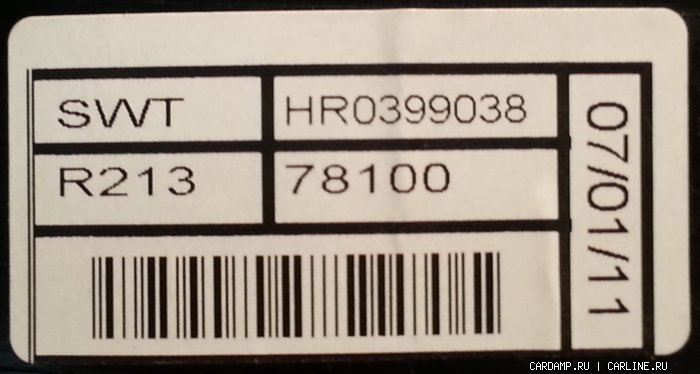 SWT HR0399038
R213 78100
07/01/11
CARDAMP.RU | CARLINE.RU